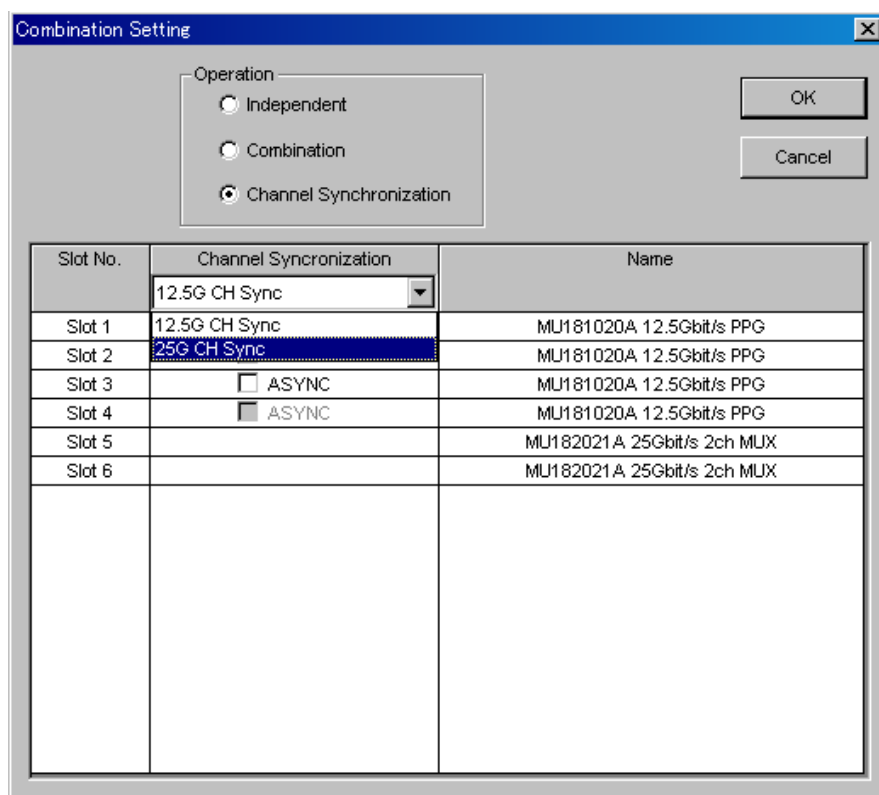 Combination Setting
Operation
Independent
Combination
Channel Synchronization
OK
Cancel
Slot No. Channel Syncronization Name
12.5G CH Sync
Slot 1 12.5G CH Sync MU181020A 12.5Gbit/s PPG
Slot 2 25G CH Sync MU181020A 12.5Gbit/s PPG
Slot 3 ASYNC MU181020A 12.5Gbit/s PPG
Slot 4 ASYNC MU181020A 12.5Gbit/s PPG
Slot 5 MU182021A 25Gbit/s 2ch MUX
Slot 6 MU182021A 25Gbit/s 2ch MUX